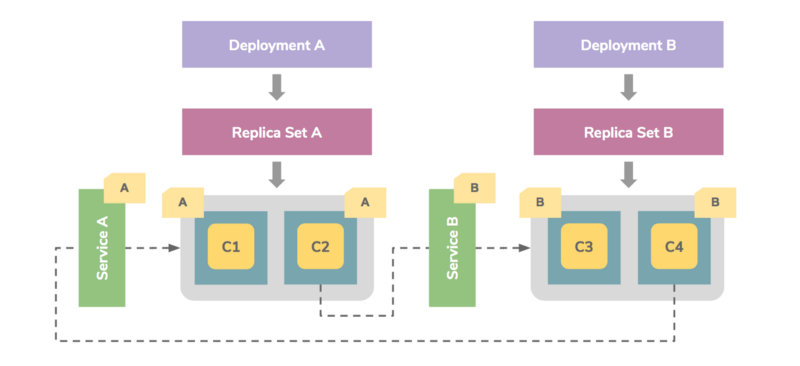 Deployment A
Deployment B
Replica Set A
Replica Set B
A
Service A
A
A
C1
C2
B
Service B
B
B
C3
C4